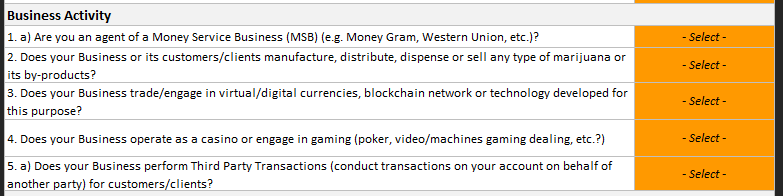 Business Activity
1. a) Are you an agent of a Money Service Business (MSB) (e.g. Money Gram, Western Union, etc.)?
- Select -
2. Does your Business or its customers/clients manufacture, distribute, dispense or sell any type of marijuana or
its by-products?
- Select -
3. Does your Business trade/engage in virtual/digital currencies, blockchain network or technology developed for
this purpose?
- Select -
4. Does your Business operate as a casino or engage in gaming (poker, video/machines gaming dealing, etc.?)
- Select -
5. a) Does your Business perform Third Party Transactions (conduct transactions on your account on behalf of
another party) for customers/clients?
- Select -